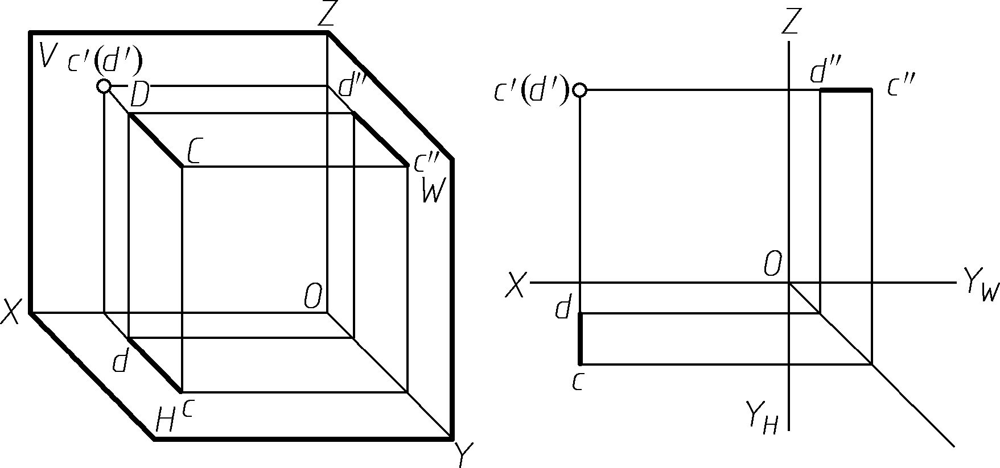 Z
V c′(d′)
D
d″
C
c″
W
X
O
d
H
c
Y
Z
c′(d′)
d″
c″
O
X
Y_W
d
c
Y_H